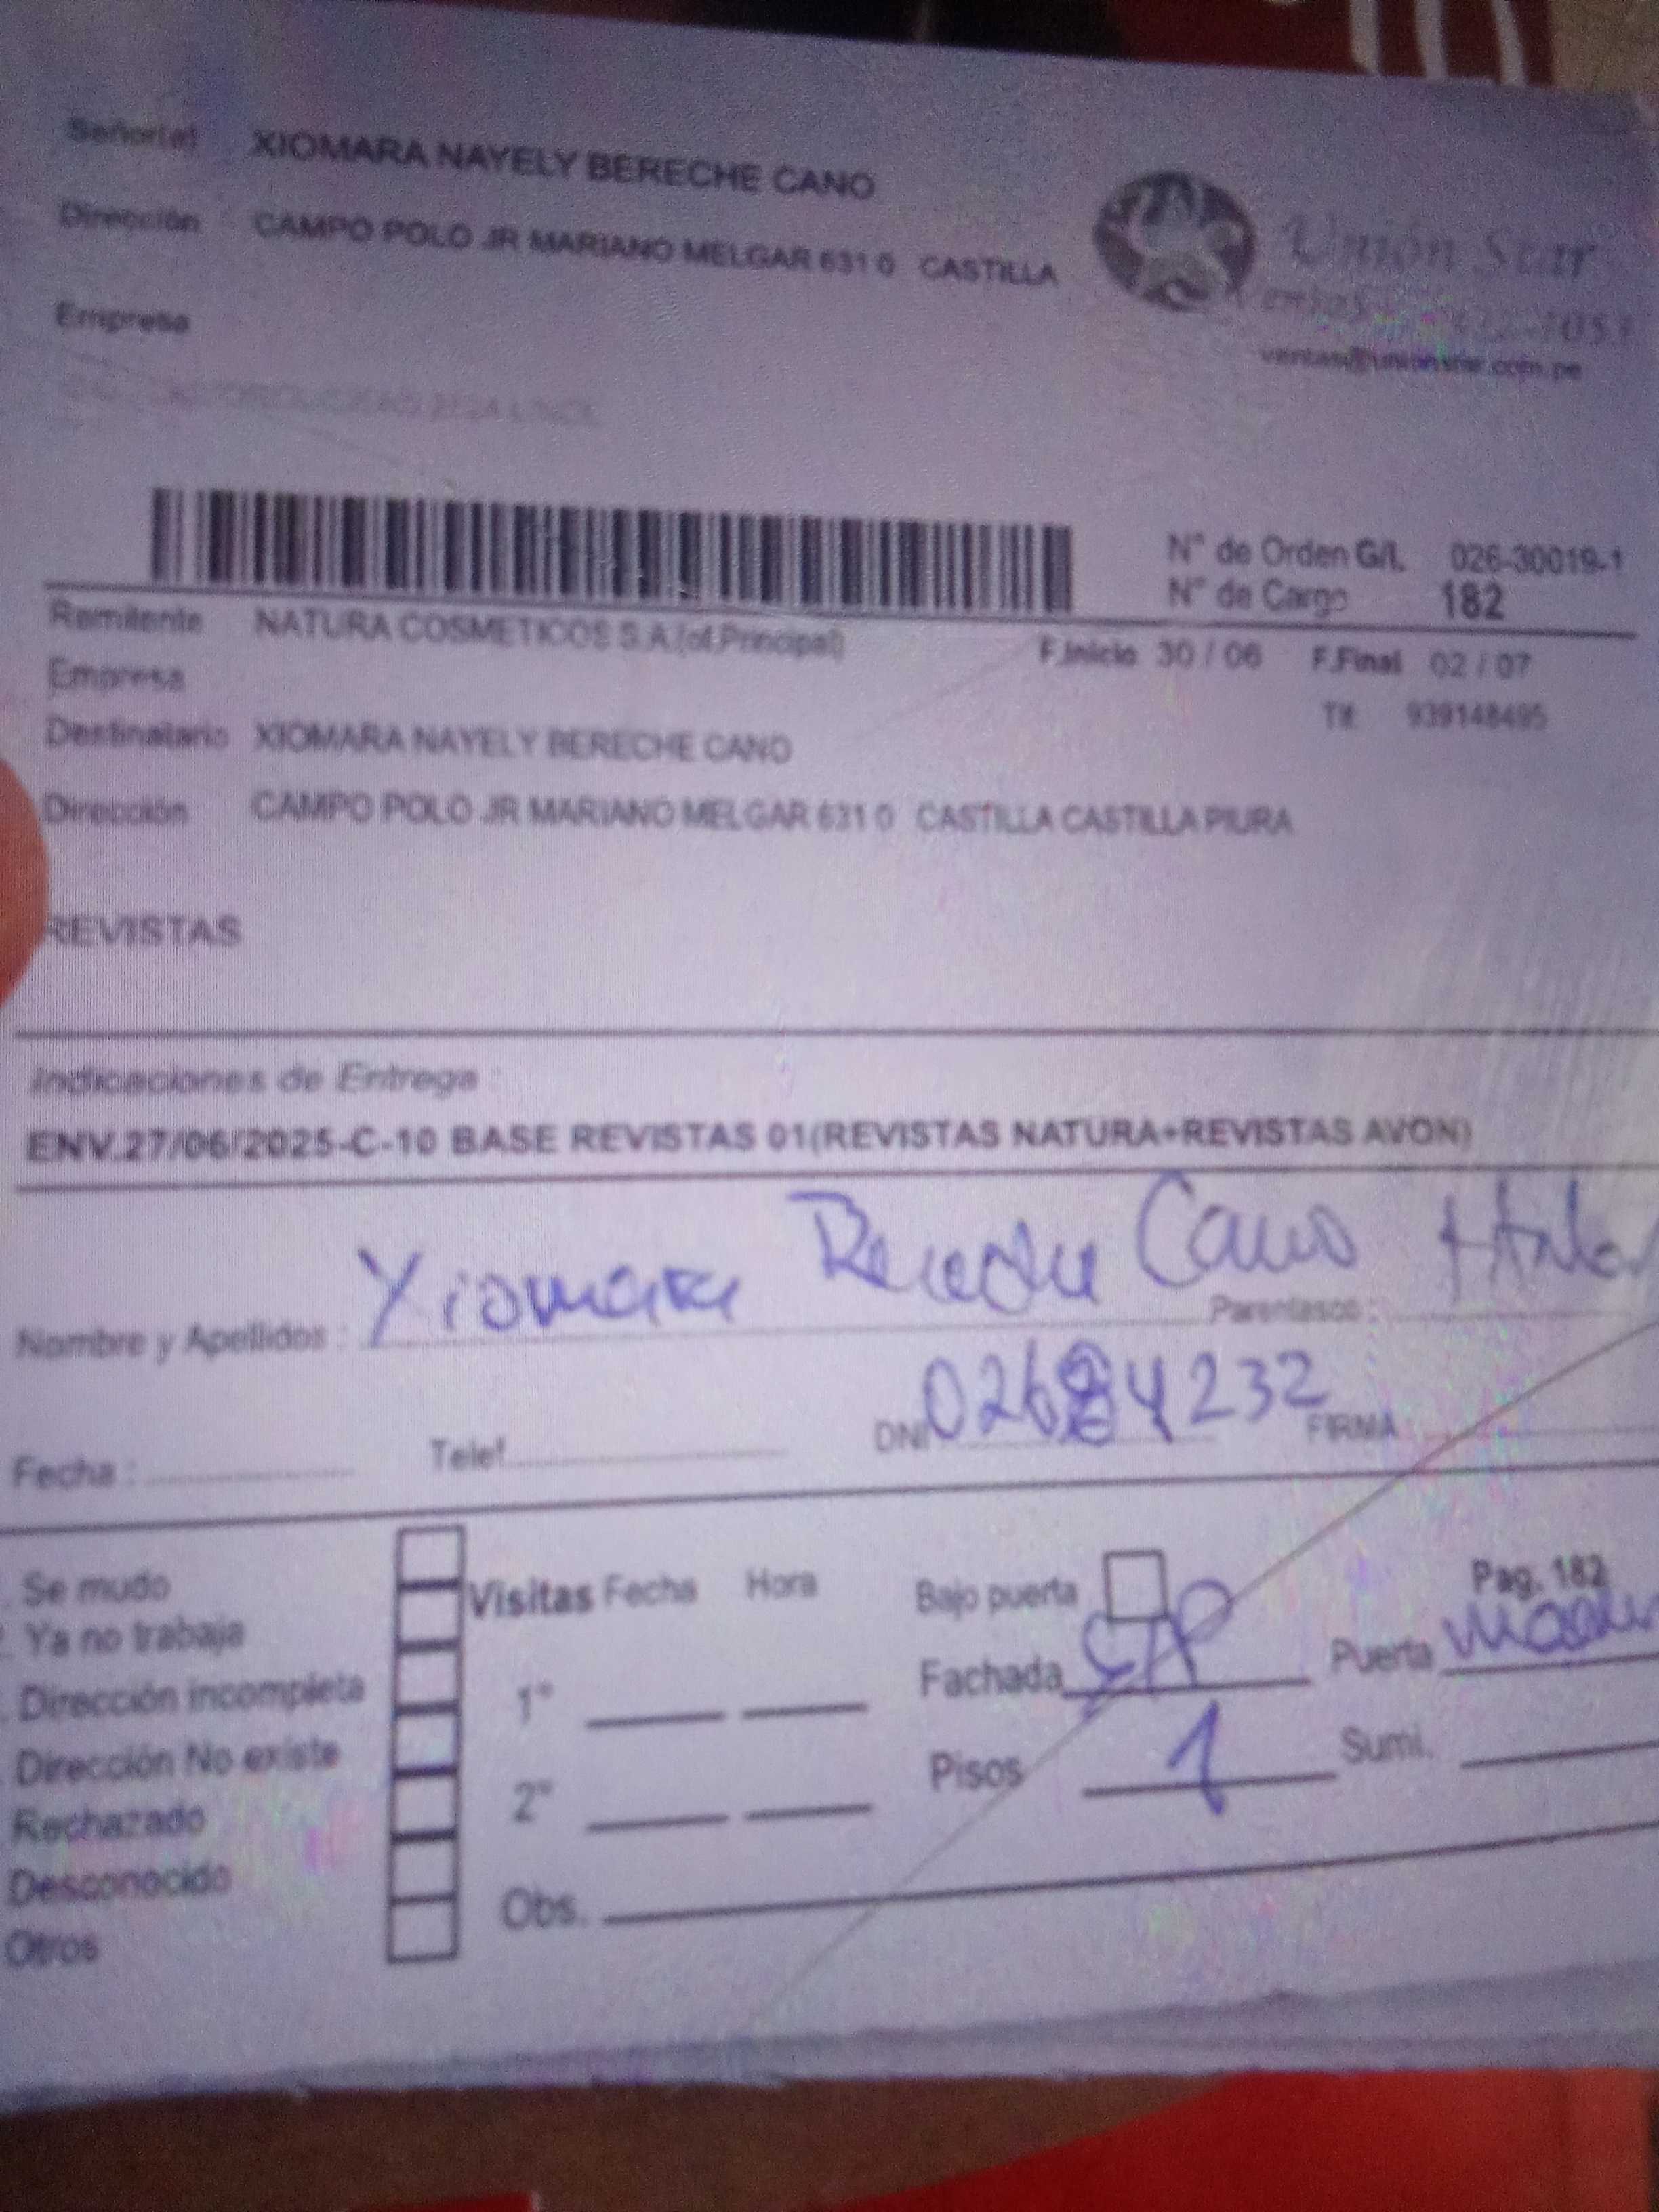 Señor(a) XIOMARA NAYELY BERECHE CANO
Dirección CAMPO POLO JR MARIANO MELGAR 631 0 CASTILLA
Unión Star
ventas@unionstar.com.pe
Empresa
N° de Orden G/L 026-30019-1
N° de Cargo 182
Remitente NATURA COSMETICOS S.A.(of.Principal) F.Inicio 30 / 06 F.Final 02 / 07
Empresa
Tlf. 939148495
Destinatario XIOMARA NAYELY BERECHE CANO
Dirección CAMPO POLO JR MARIANO MELGAR 631 0 CASTILLA CASTILLA PIURA
REVISTAS
Indicaciones de Entrega :
ENV.27/06/2025-C-10 BASE REVISTAS 01(REVISTAS NATURA+REVISTAS AVON)
Nombre y Apellidos : Xiomara Bereche Cano Parentesco :
Fecha : Telef. DNI 02684232 FIRMA
Se mudo
Ya no trabaja
Dirección incompleta
Dirección No existe
Rechazado
Desconocido
Otros
Visitas Fecha Hora
1°
2°
Obs.
Bajo puerta Pag. 182
Fachada Puerta
Pisos 1 Sumi.